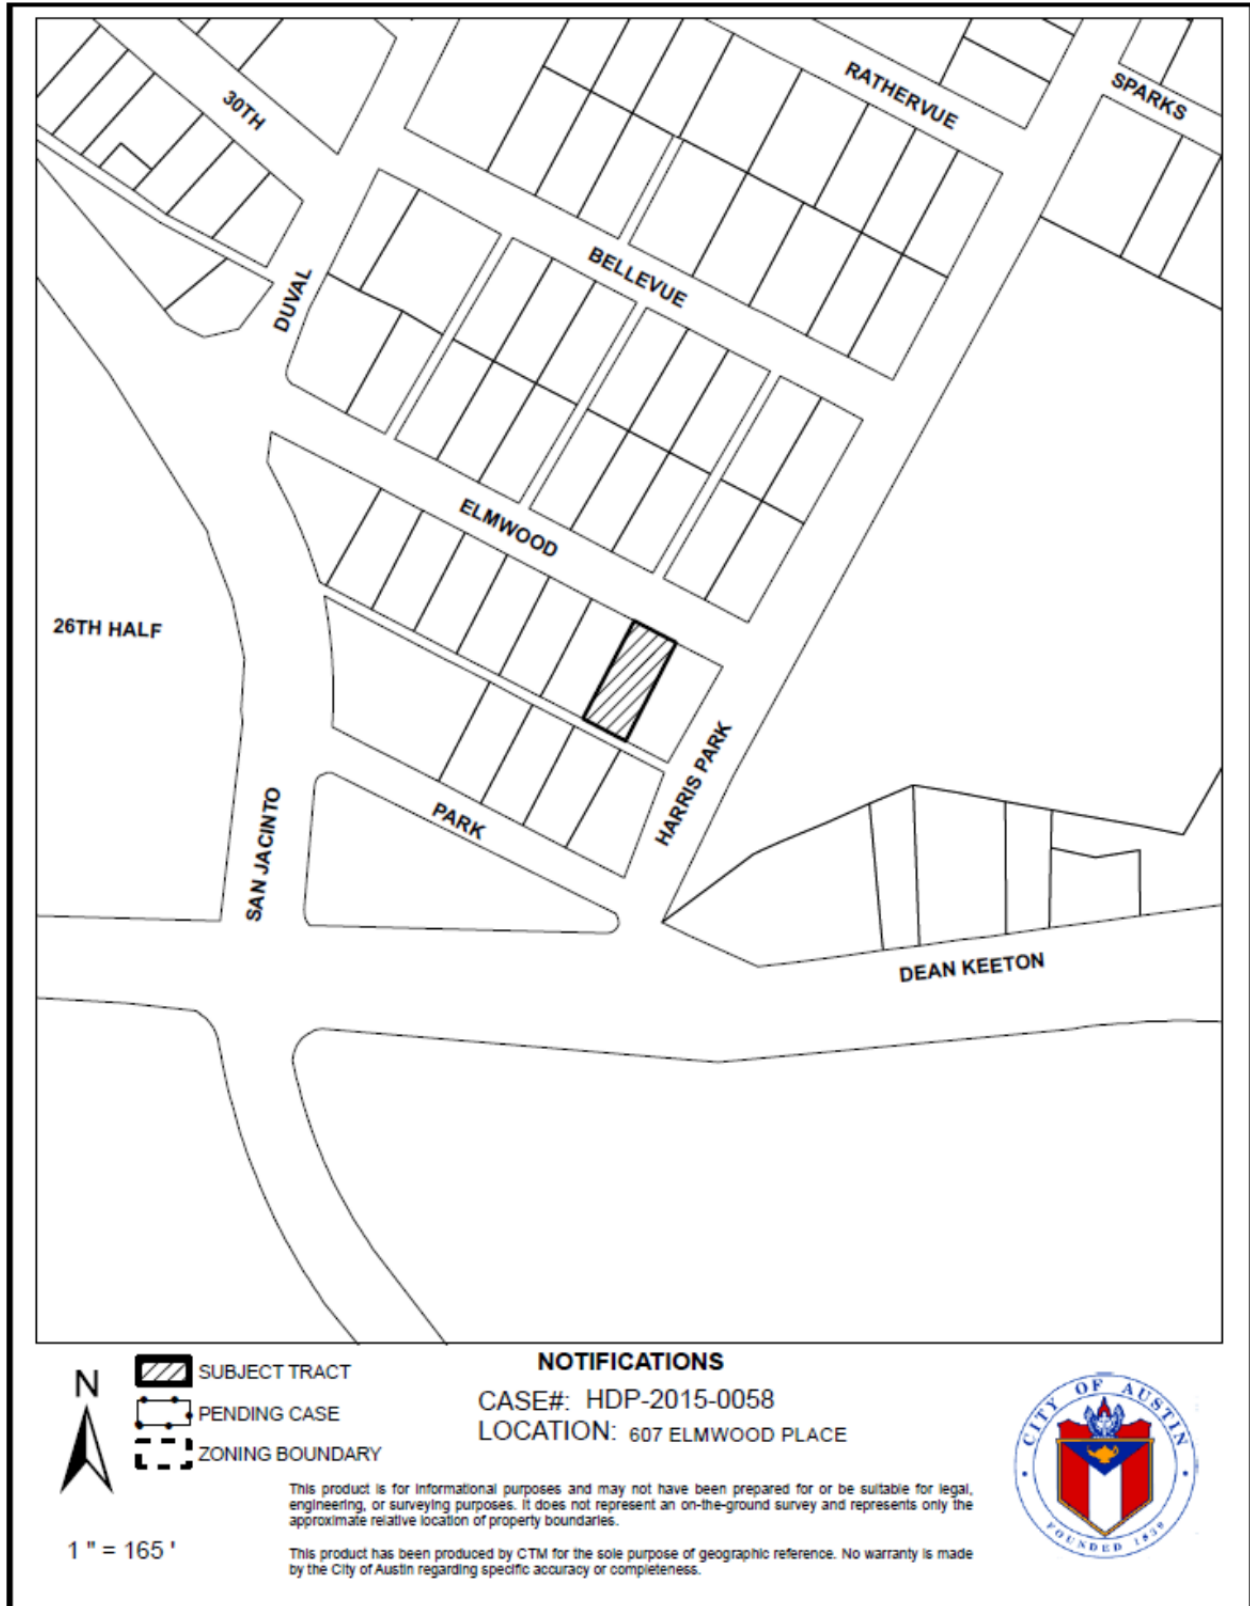 30TH
RATHERVUE
SPARKS
BELLEVUE
DUVAL
ELMWOOD
26TH HALF
HARRIS PARK
SAN JACINTO
PARK
DEAN KEETON
N
SUBJECT TRACT
PENDING CASE
ZONING BOUNDARY
1 " = 165 '
NOTIFICATIONS
CASE#: HDP-2015-0058
LOCATION: 607 ELMWOOD PLACE
This product is for informational purposes and may not have been prepared for or be suitable for legal,
engineering, or surveying purposes. It does not represent an on-the-ground survey and represents only the
approximate relative location of property boundaries.
This product has been produced by CTM for the sole purpose of geographic reference. No warranty is made
by the City of Austin regarding specific accuracy or completeness.
CITY OF AUSTIN
FOUNDED 1839